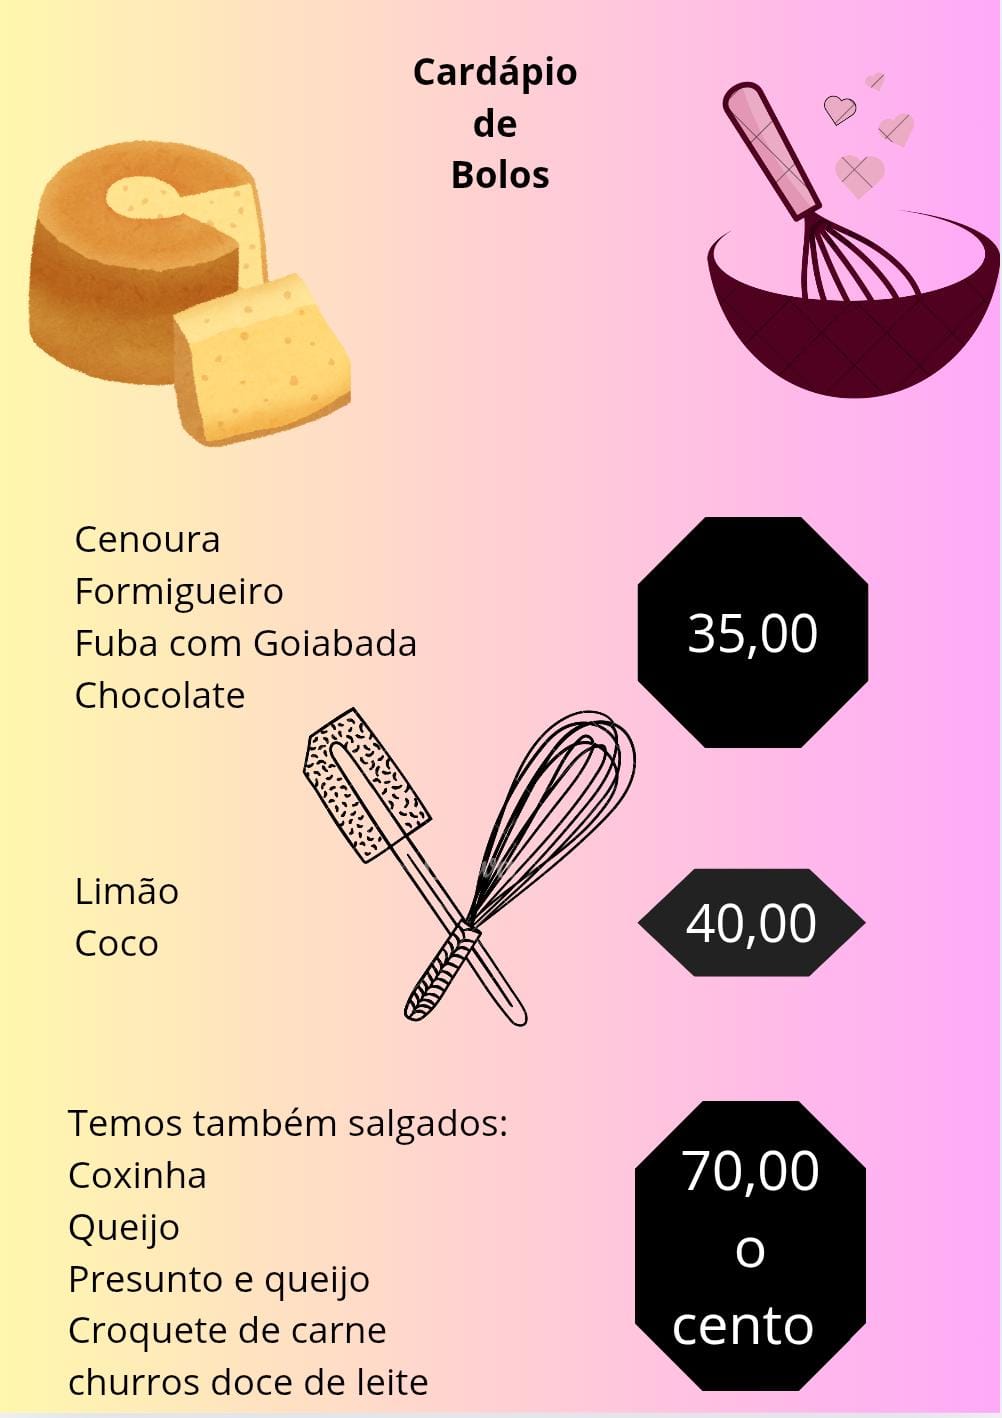 Cardápio
de
Bolos
Cenoura
Formigueiro
Fuba com Goiabada
Chocolate
35,00
Limão
Coco
40,00
Temos também salgados:
Coxinha
Queijo
Presunto e queijo
Croquete de carne
churros doce de leite
70,00
o
cento